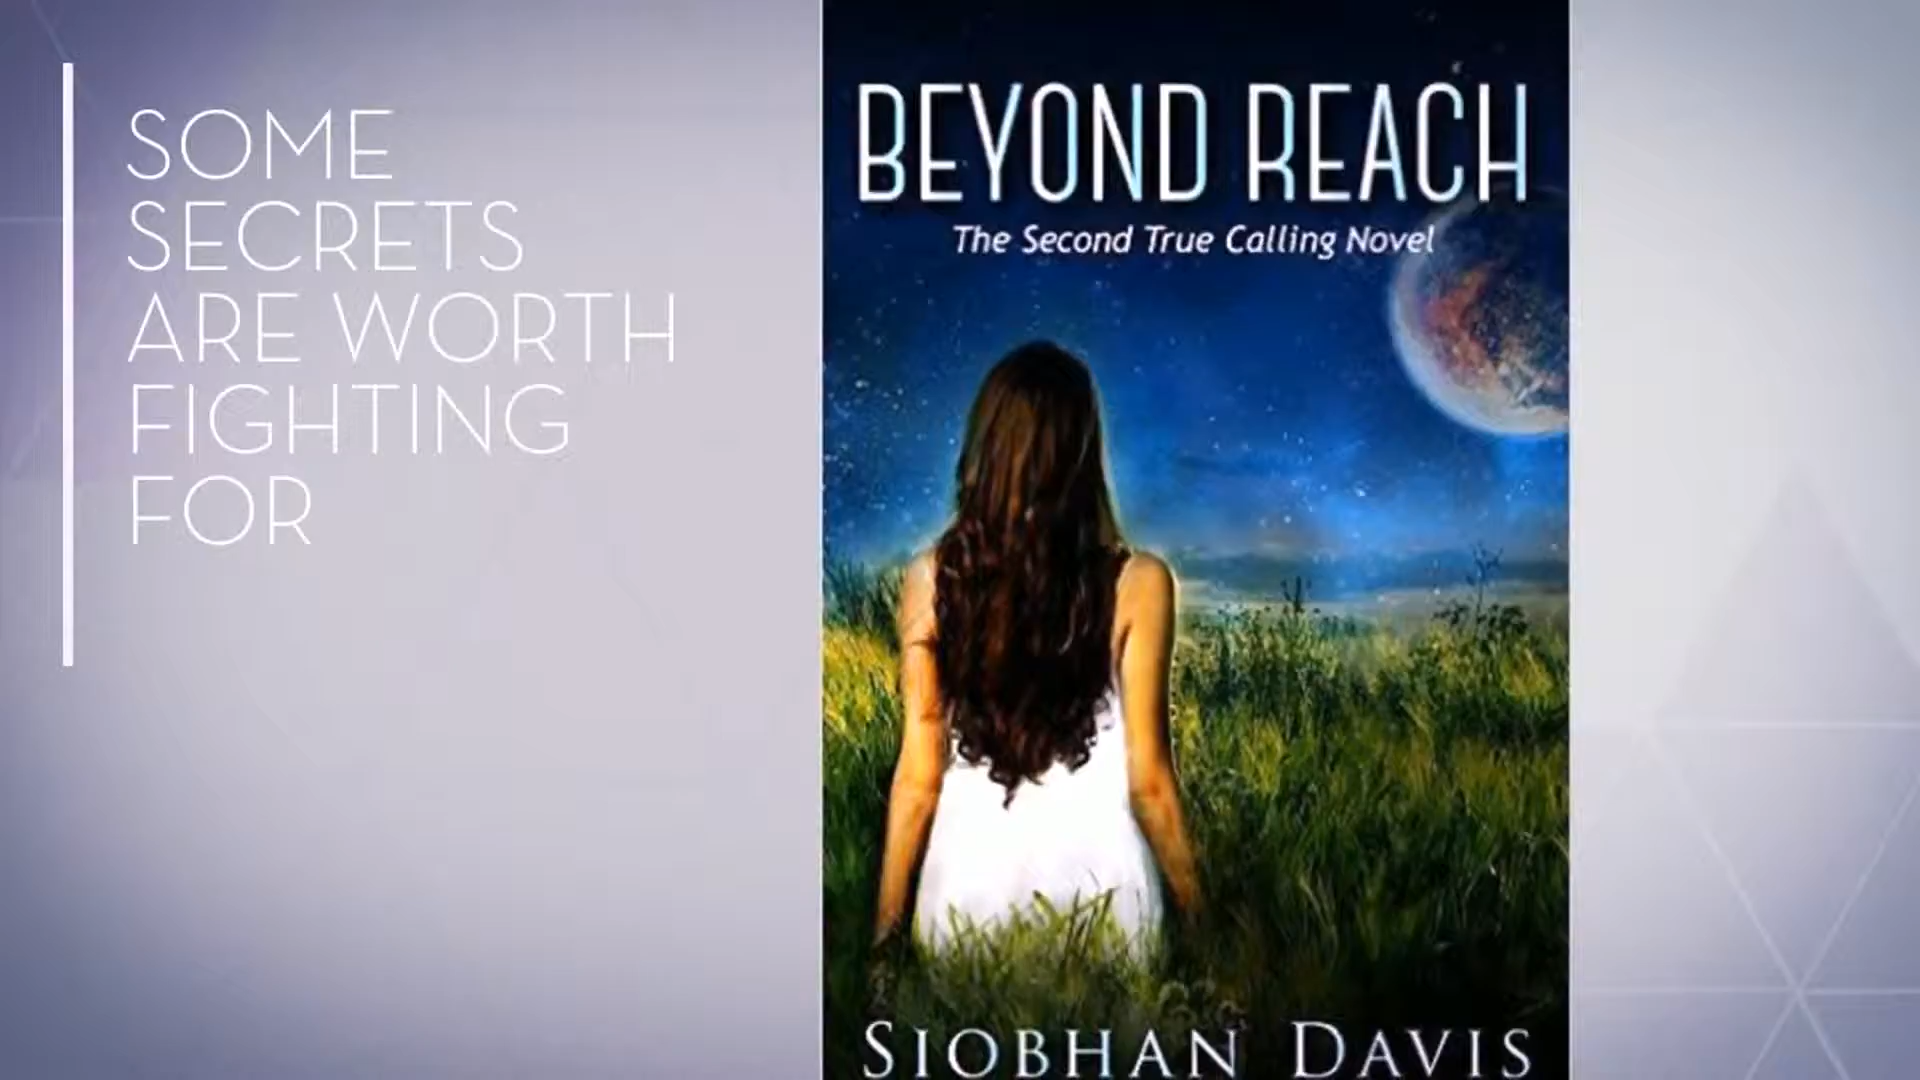 SOME
SECRETS
ARE WORTH
FIGHTING
FOR
BEYOND REACH
The Second True Calling Novel
SIOBHAN DAVIS